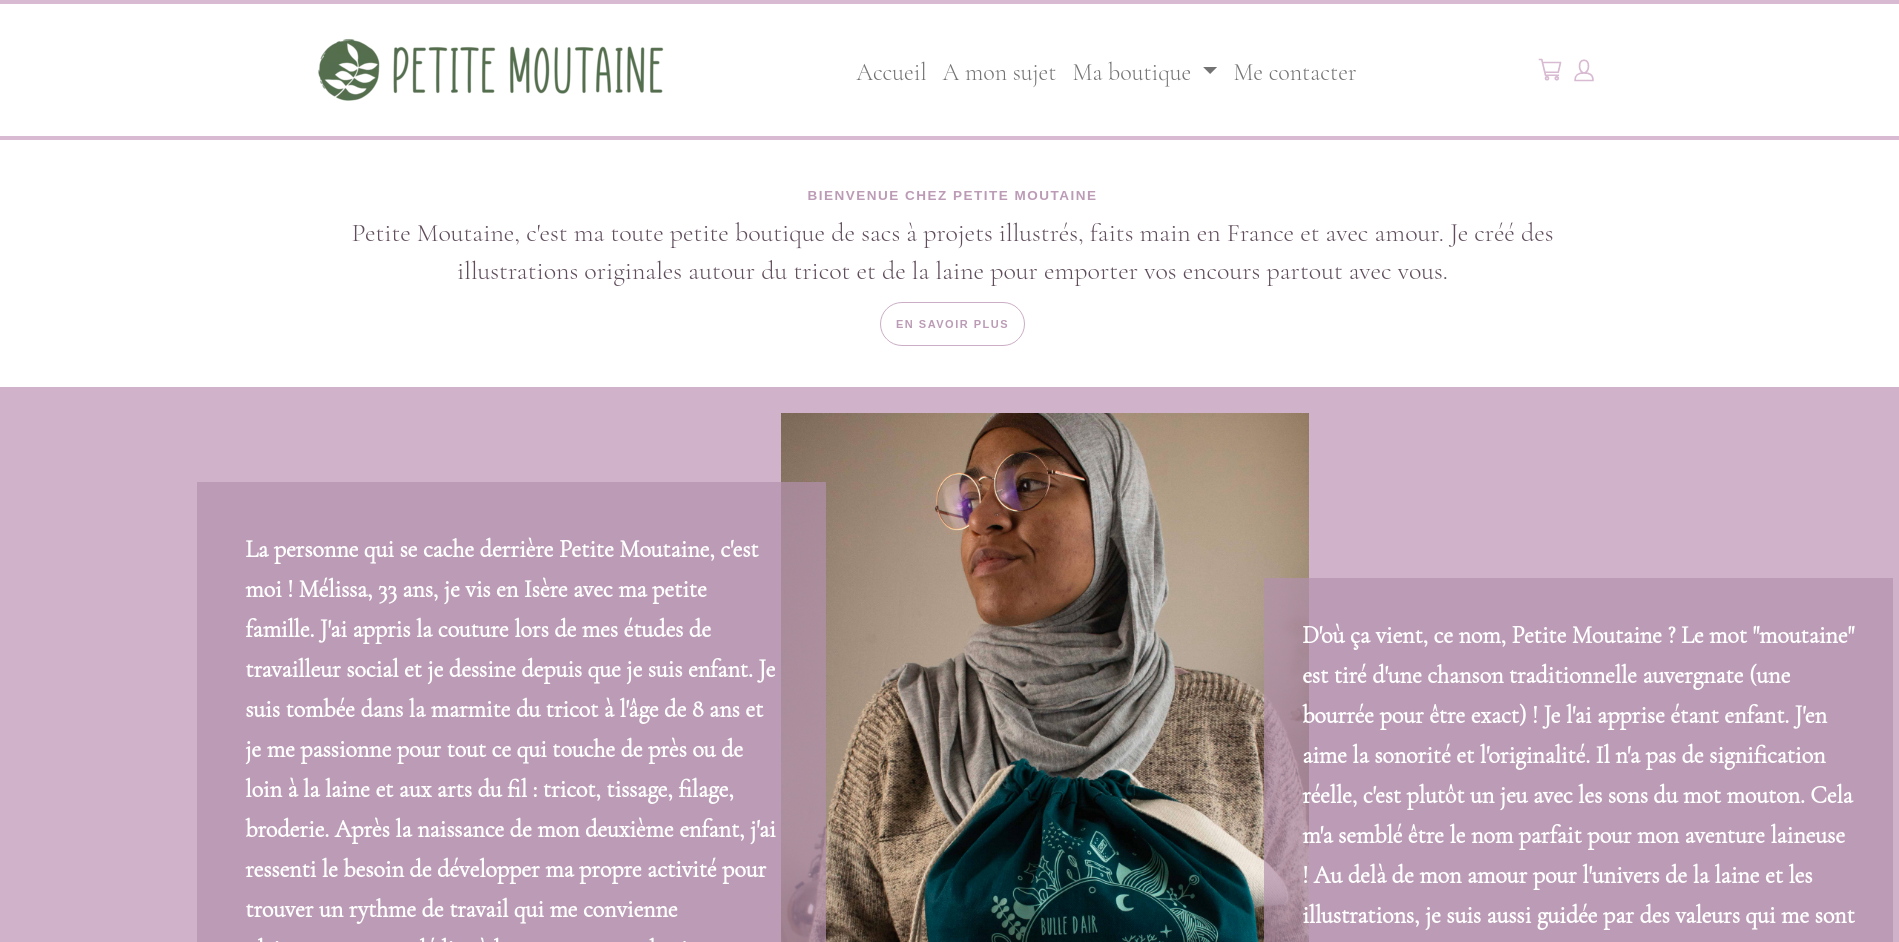 PETITE MOUTAINE
Accueil A mon sujet Ma boutique Me contacter
BIENVENUE CHEZ PETITE MOUTAINE
Petite Moutaine, c'est ma toute petite boutique de sacs à projets illustrés, faits main en France et avec amour. Je créé des
illustrations originales autour du tricot et de la laine pour emporter vos encours partout avec vous.
EN SAVOIR PLUS
La personne qui se cache derrière Petite Moutaine, c'est
moi ! Mélissa, 33 ans, je vis en Isère avec ma petite
famille. J'ai appris la couture lors de mes études de
travailleur social et je dessine depuis que je suis enfant. Je
suis tombée dans la marmite du tricot à l'âge de 8 ans et
je me passionne pour tout ce qui touche de près ou de
loin à la laine et aux arts du fil : tricot, tissage, filage,
broderie. Après la naissance de mon deuxième enfant, j'ai
ressenti le besoin de développer ma propre activité pour
trouver un rythme de travail qui me convienne
BULLE D'AIR
D'où ça vient, ce nom, Petite Moutaine ? Le mot "moutaine"
est tiré d'une chanson traditionnelle auvergnate (une
bourrée pour être exact) ! Je l'ai apprise étant enfant. J'en
aime la sonorité et l'originalité. Il n'a pas de signification
réelle, c'est plutôt un jeu avec les sons du mot mouton. Cela
m'a semblé être le nom parfait pour mon aventure laineuse
! Au delà de mon amour pour l'univers de la laine et les
illustrations, je suis aussi guidée par des valeurs qui me sont